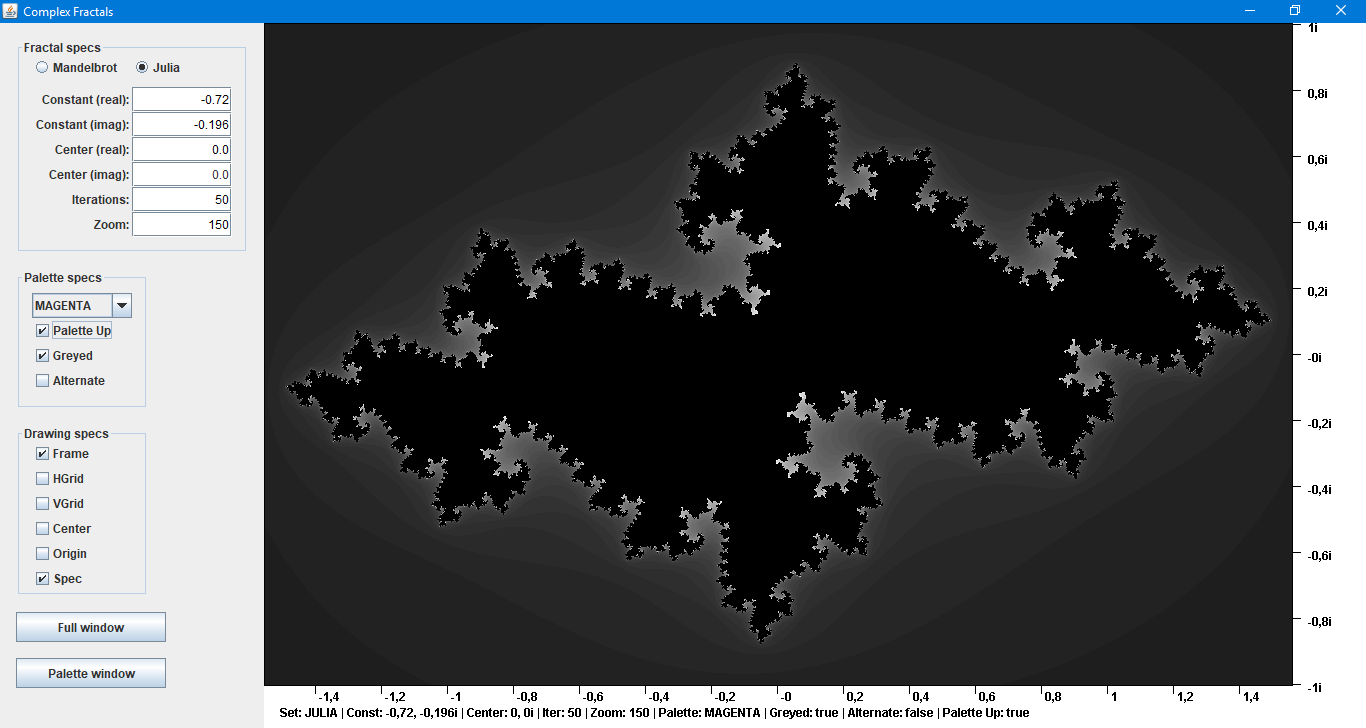 Complex Fractals
Fractal specs
Mandelbrot Julia
Constant (real): -0.72
Constant (imag): -0.196
Center (real): 0.0
Center (imag): 0.0
Iterations: 50
Zoom: 150
Palette specs
MAGENTA
Palette Up
Greyed
Alternate
Drawing specs
Frame
HGrid
VGrid
Center
Origin
Spec
Full window
Palette window
1i
0,8i
0,6i
0,4i
0,2i
-0i
-0,2i
-0,4i
-0,6i
-0,8i
-1i
-1,4 -1,2 -1 -0,8 -0,6 -0,4 -0,2 -0 0,2 0,4 0,6 0,8 1 1,2 1,4
Set: JULIA | Const: -0,72, -0,196i | Center: 0, 0i | Iter: 50 | Zoom: 150 | Palette: MAGENTA | Greyed: true | Alternate: false | Palette Up: true